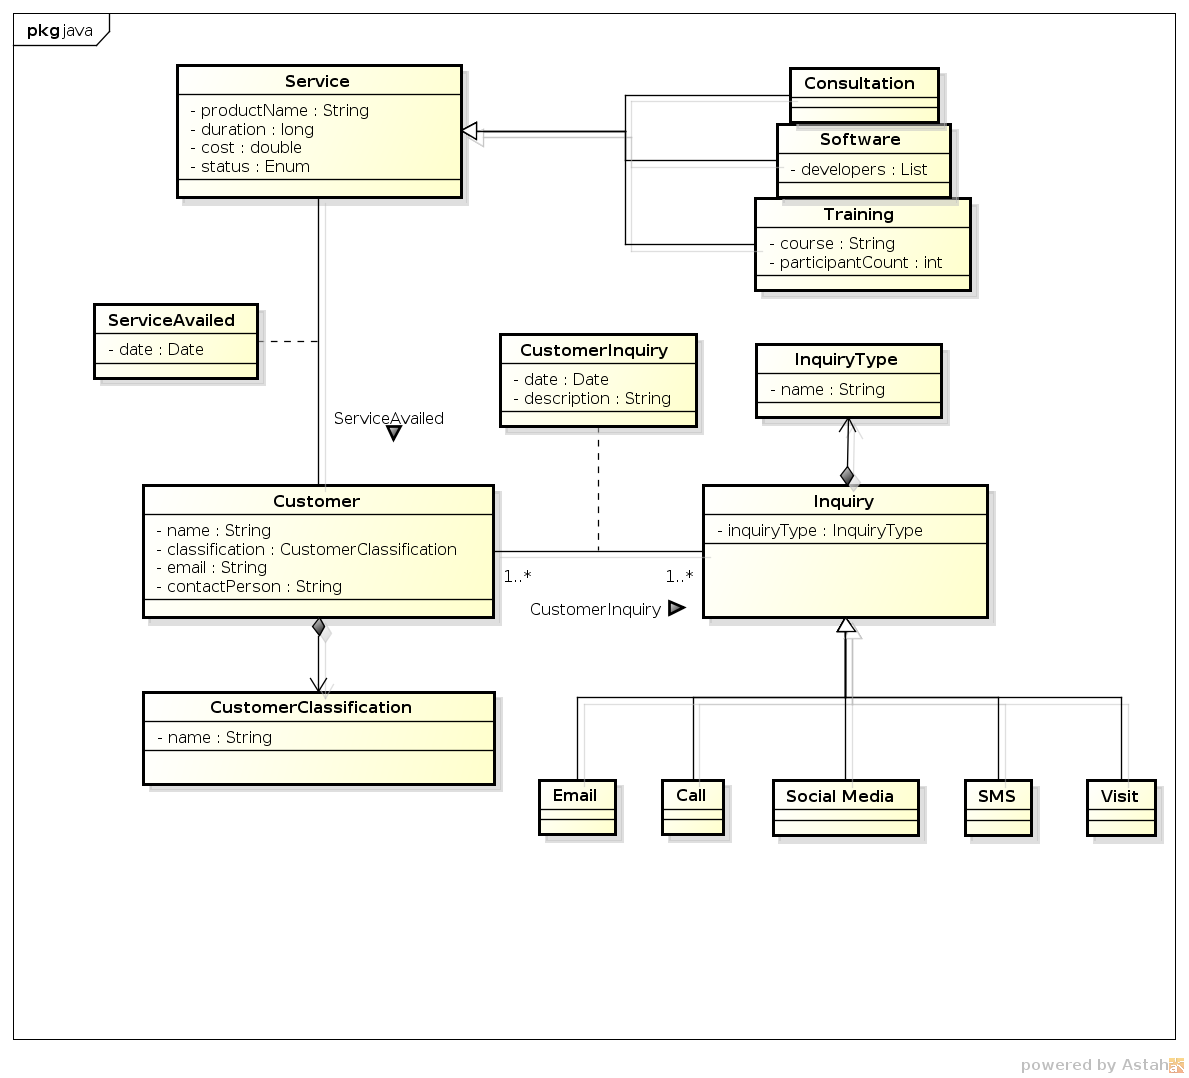 pkg java
Service
- productName : String
- duration : long
- cost : double
- status : Enum
Consultation
Software
- developers : List
Training
- course : String
- participantCount : int
ServiceAvailed
- date : Date
ServiceAvailed
CustomerInquiry
- date : Date
- description : String
InquiryType
- name : String
Customer
- name : String
- classification : CustomerClassification
- email : String
- contactPerson : String
1..*
1..*
CustomerInquiry
Inquiry
- inquiryType : InquiryType
CustomerClassification
- name : String
Email
Call
Social Media
SMS
Visit
powered by Astah